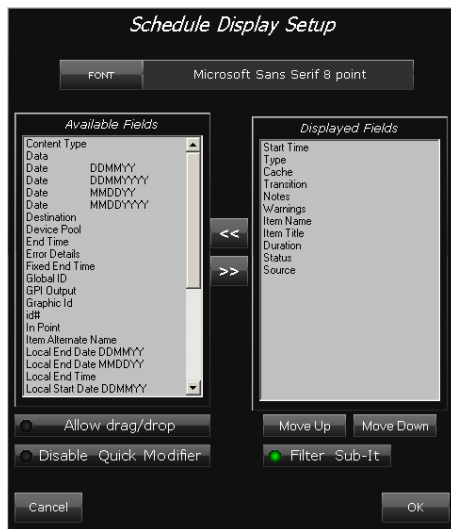 Schedule Display Setup
FONT Microsoft Sans Serif 8 point
Available Fields
Content Type
Data
Date DDMMYY
Date DDMMYYYY
Date MMDDYY
Date MMDDYYYY
Destination
Device Pool
End Time
Error Details
Fixed End Time
Global ID
GPI Output
Graphic Id
id#
In Point
Item Alternate Name
Local End Date DDMMYY
Local End Date MMDDYY
Local End Time
Local Start Date DDMMYY
<<
>>
Displayed Fields
Start Time
Type
Cache
Transition
Notes
Warnings
Item Name
Item Title
Duration
Status
Source
Allow drag/drop
Disable Quick Modifier
Move Up Move Down
Filter Sub-It
Cancel OK